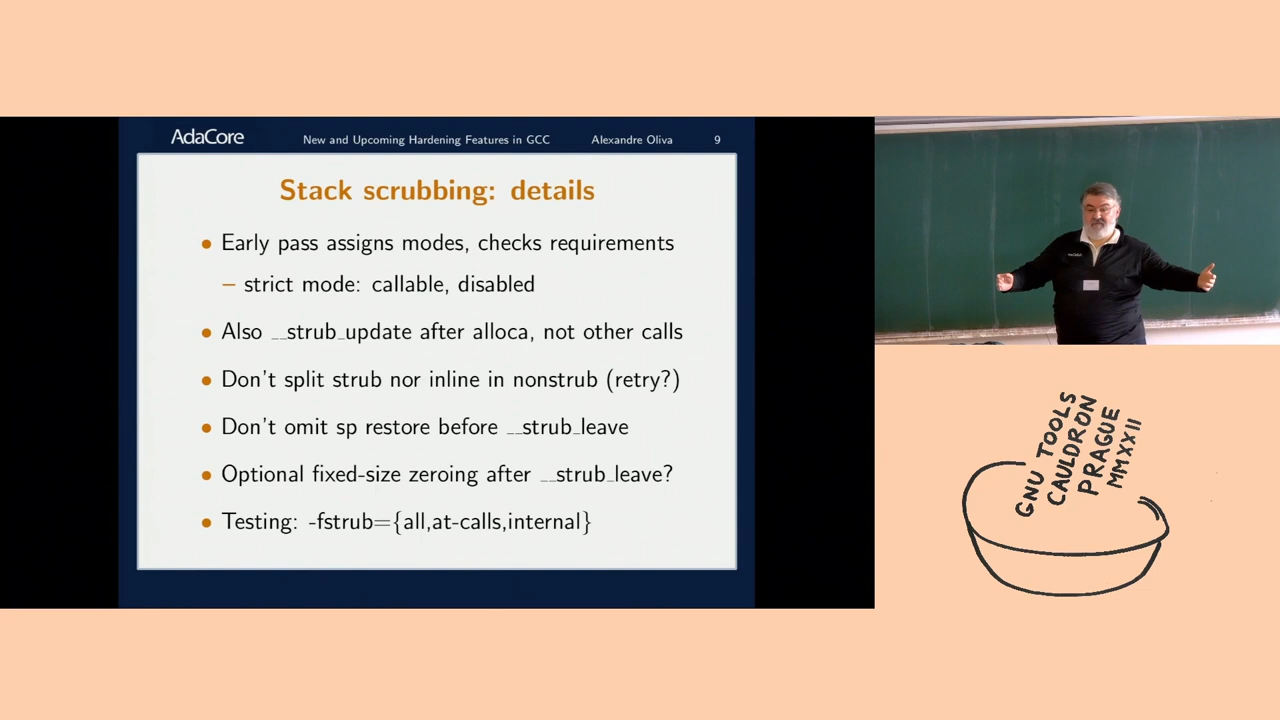 AdaCore
New and Upcoming Hardening Features in GCC
Alexandre Oliva
9
Stack scrubbing: details
• Early pass assigns modes, checks requirements
– strict mode: callable, disabled
• Also __strub_update after alloca, not other calls
• Don't split strub nor inline in nonstrub (retry?)
• Don't omit sp restore before __strub_leave
• Optional fixed-size zeroing after __strub_leave?
• Testing: -fstrub={all,at-calls,internal}
GNU TOOLS
CAULDRON
PRAGUE
MMXXII